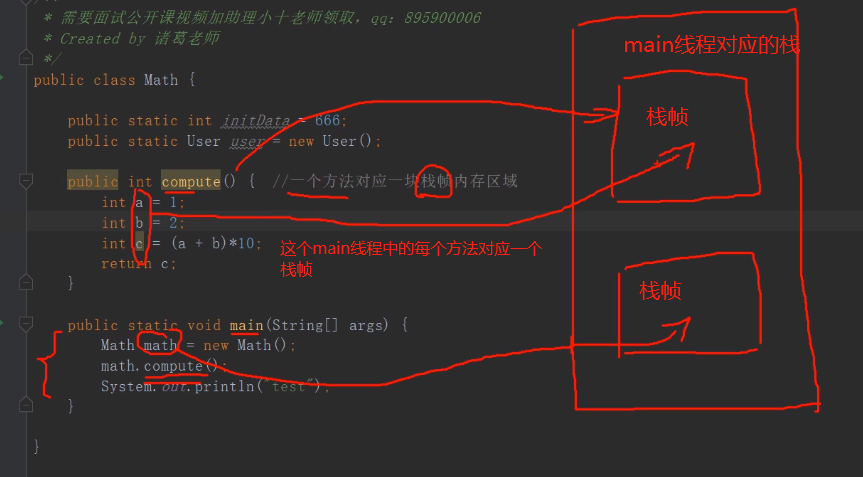 * 需要面试公开课视频加助理小十老师领取，qq：895900006
* Created by 诸葛老师
*/
public class Math {
public static int initData = 666;
public static User user = new User();
public int compute() { //一个方法对应一块栈帧内存区域
int a = 1;
int b = 2;
int c = (a + b)*10;
return c;
}
public static void main(String[] args) {
Math math = new Math();
math.compute();
System.out.println("test");
}
}
这个main线程中的每个方法对应一个
栈帧
main线程对应的栈
栈帧
栈帧